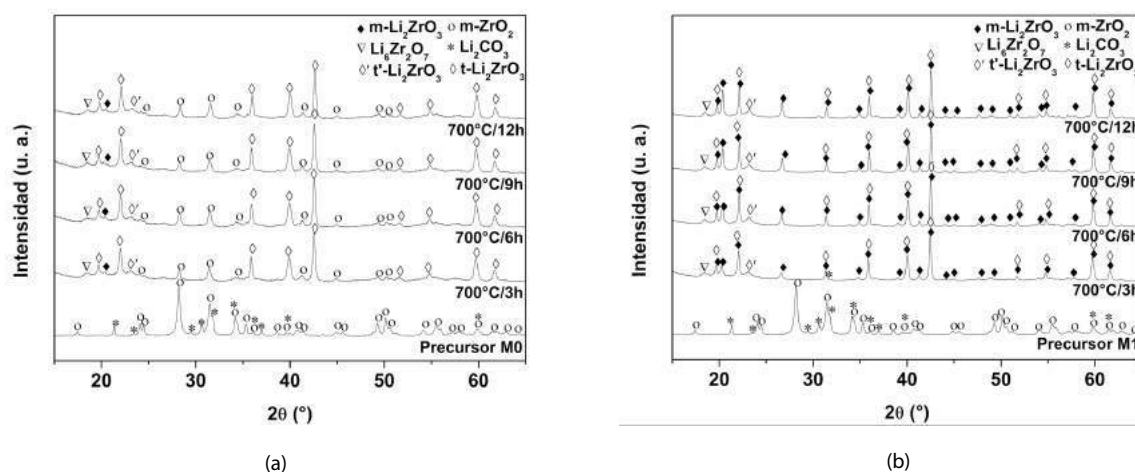 (a)
◆ m-Li₂ZrO₃ ○ m-ZrO₂
▽ Li₆Zr₂O₇ * Li₂CO₃
◊' t'-Li₂ZrO₃ ◊ t-Li₂ZrO₃
Intensidad (u. a.)
700°C/12h
700°C/9h
700°C/6h
700°C/3h
Precursor M0
20 30 40 50 60
2θ (°)
(a)
(b)
◆ m-Li₂ZrO₃ ○ m-ZrO₂
▽ Li₆Zr₂O₇ * Li₂CO₃
◊' t'-Li₂ZrO₃ ◊ t-Li₂ZrO₃
Intensidad (u. a.)
700°C/12h
700°C/9h
700°C/6h
700°C/3h
Precursor M1
20 30 40 50 60
2θ (°)
(b)